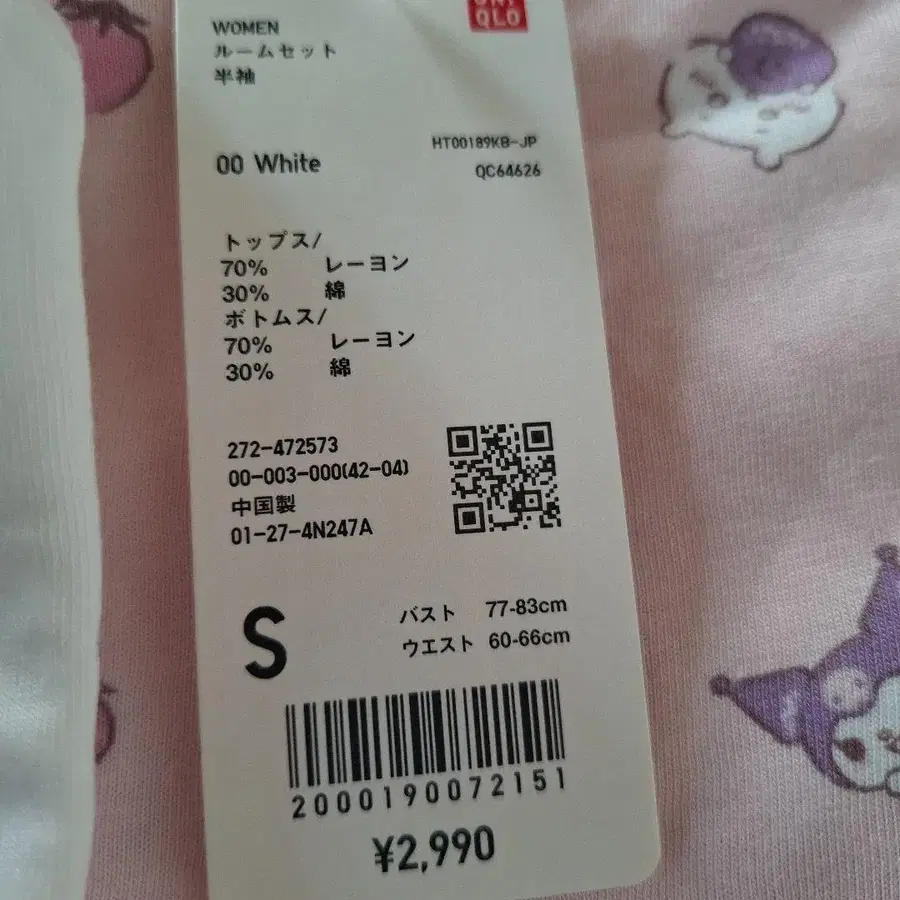 UNI
QLO
WOMEN
ルームセット
半袖
HT00189KB-JP
00 White
QC64626
トップス/
70% レーヨン
30% 綿
ボトムス/
70% レーヨン
30% 綿
272-472573
00-003-000(42-04)
中国製
01-27-4N247A
S
バスト 77-83cm
ウエスト 60-66cm
2000190072151
¥2,990